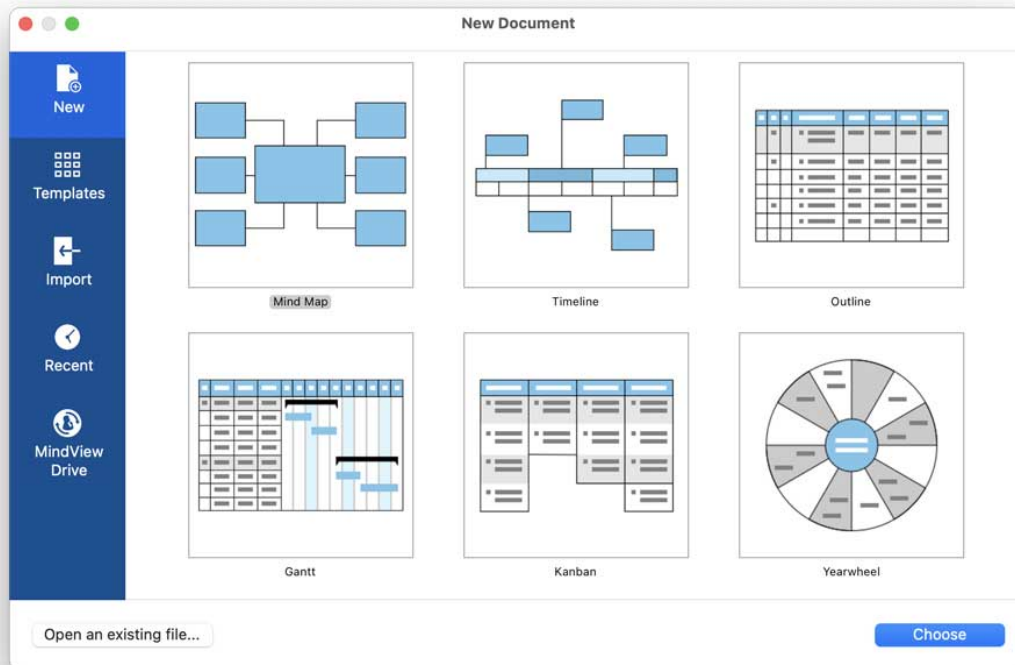 New Document
New
Templates
Import
Recent
MindView
Drive
Mind Map
Timeline
Outline
Gantt
Kanban
Yearwheel
Open an existing file...
Choose